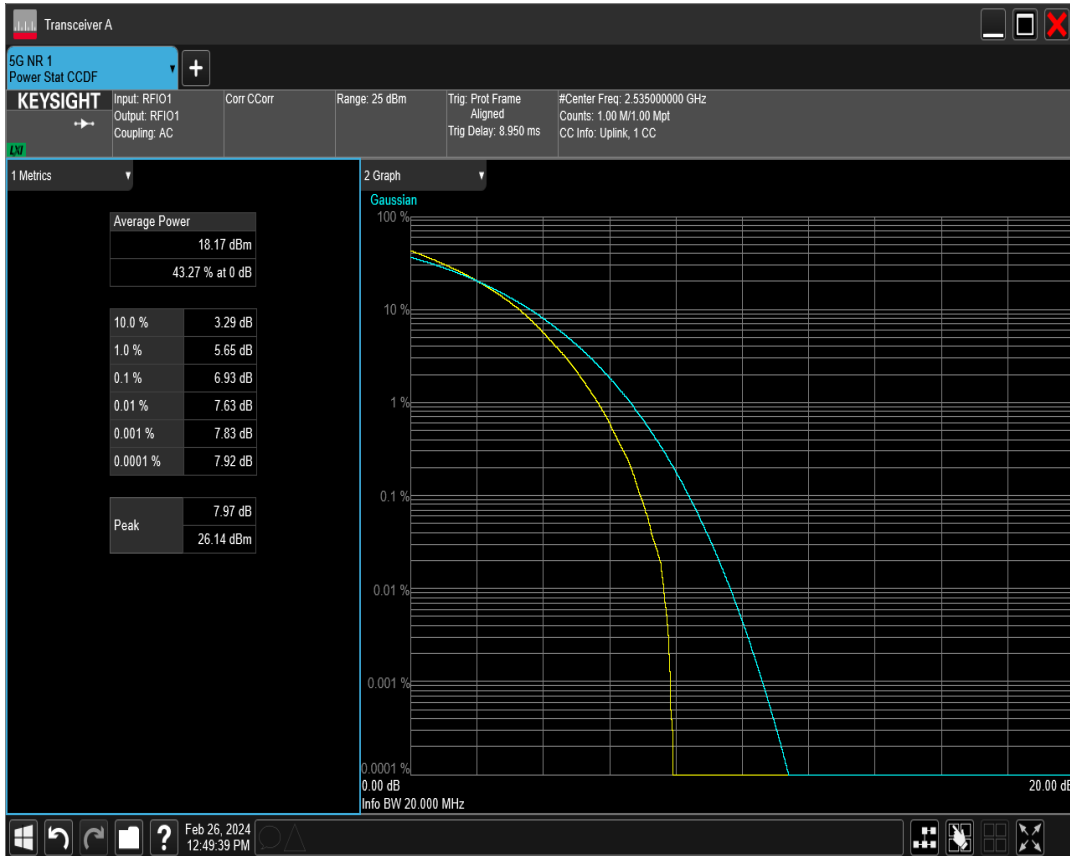 Transceiver A
5G NR 1
Power Stat CCDF
KEYSIGHT
LXI
Input: RFIO1
Output: RFIO1
Coupling: AC
Corr CCorr
Range: 25 dBm
Trig: Prot Frame
Aligned
Trig Delay: 8.950 ms
#Center Freq: 2.535000000 GHz
Counts: 1.00 M/1.00 Mpt
CC Info: Uplink, 1 CC
1 Metrics
Average Power
18.17 dBm
43.27 % at 0 dB
10.0 % 3.29 dB
1.0 % 5.65 dB
0.1 % 6.93 dB
0.01 % 7.63 dB
0.001 % 7.83 dB
0.0001 % 7.92 dB
Peak
7.97 dB
26.14 dBm
2 Graph
Gaussian
100 %
10 %
1 %
0.1 %
0.01 %
0.001 %
0.0001 %
0.00 dB
20.00 dB
Info BW 20.000 MHz
?
Feb 26, 2024
12:49:39 PM